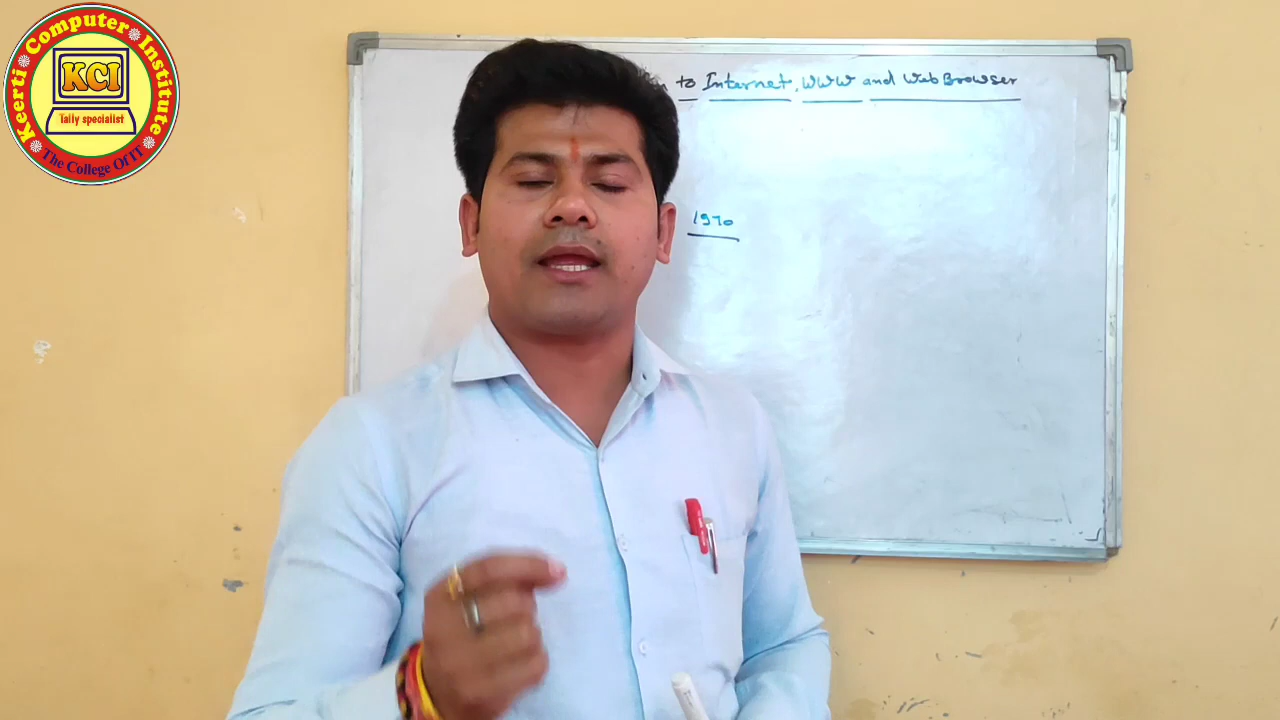 Keerti Computer Institute
KCI
Tally specialist
The College Of IT
to Internet, WWW and Web Browser
1970